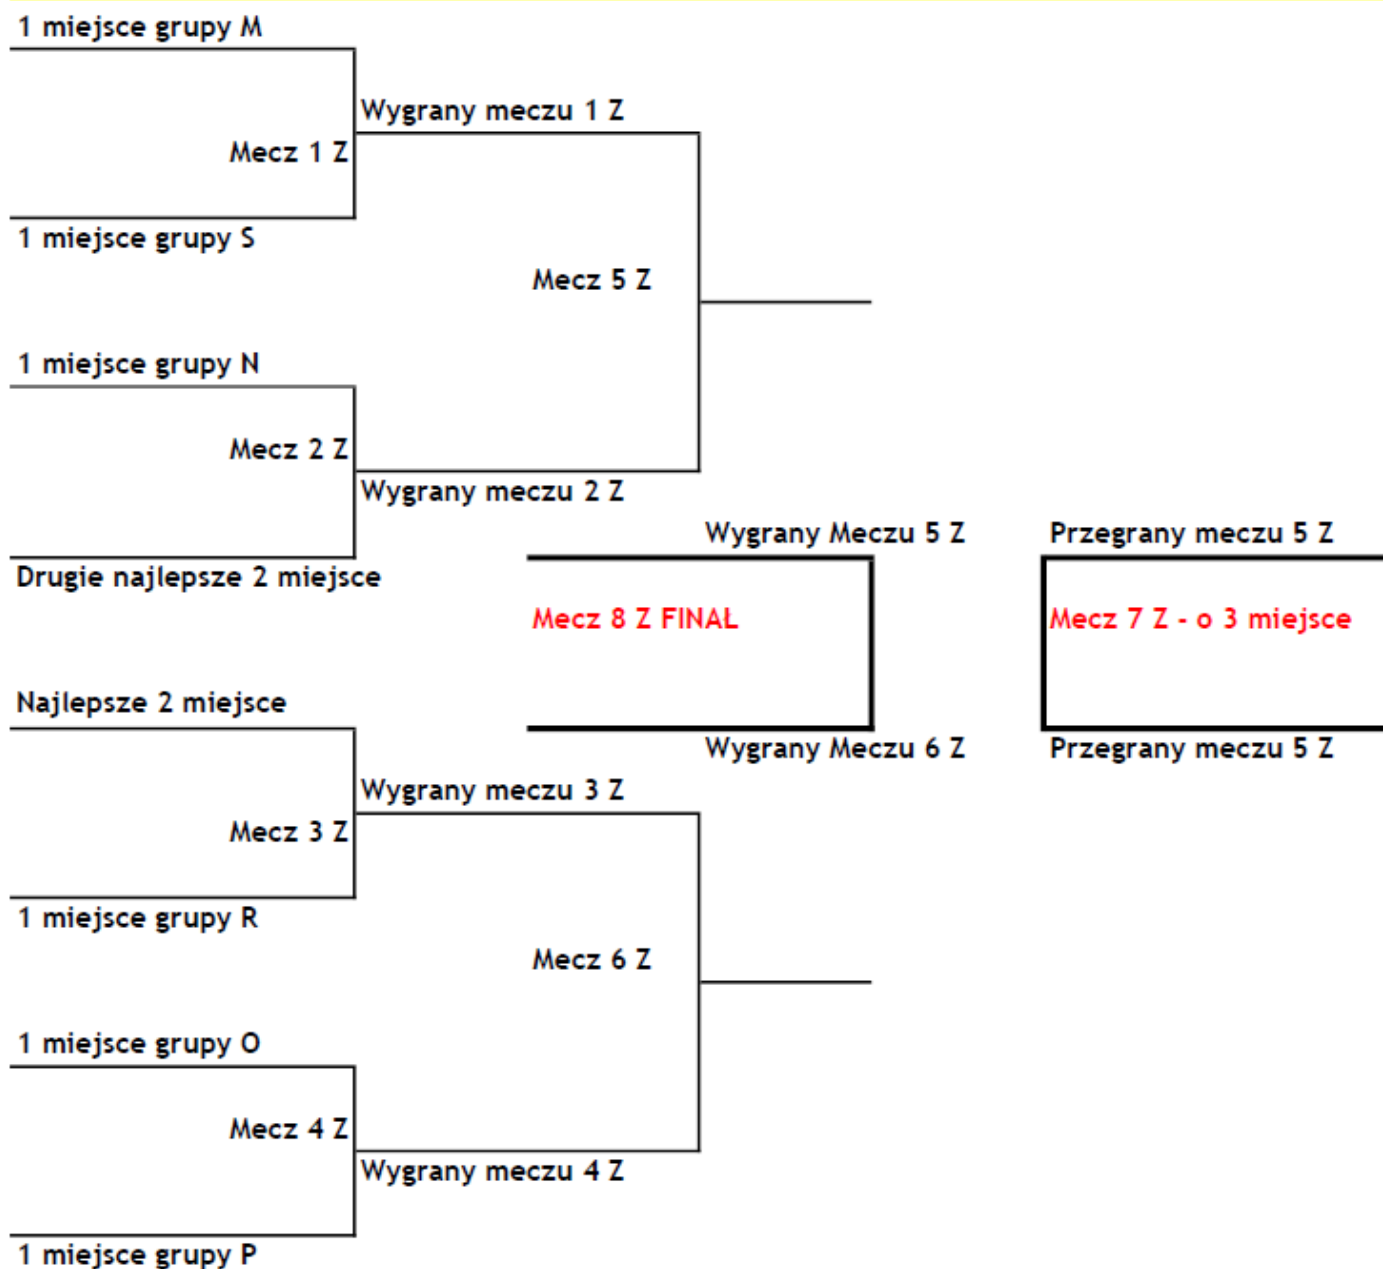 1 miejsce grupy M
Wygrany meczu 1 Z
Mecz 1 Z
1 miejsce grupy S
Mecz 5 Z
1 miejsce grupy N
Mecz 2 Z
Wygrany meczu 2 Z
Wygrany Meczu 5 Z
Przegrany meczu 5 Z
Drugie najlepsze 2 miejsce
Mecz 8 Z FINAŁ
Mecz 7 Z - o 3 miejsce
Najlepsze 2 miejsce
Wygrany Meczu 6 Z
Przegrany meczu 5 Z
Wygrany meczu 3 Z
Mecz 3 Z
1 miejsce grupy R
Mecz 6 Z
1 miejsce grupy O
Mecz 4 Z
Wygrany meczu 4 Z
1 miejsce grupy P